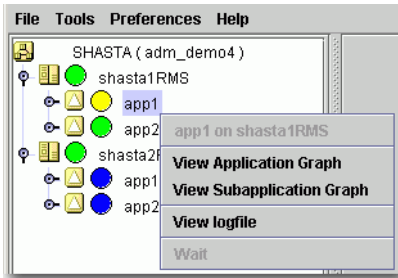 File Tools Preferences Help
SHASTA ( adm_demo4 )
shasta1RMS
app1
app2
app1 on shasta1RMS
View Application Graph
View Subapplication Graph
View logfile
Wait
app1
app2